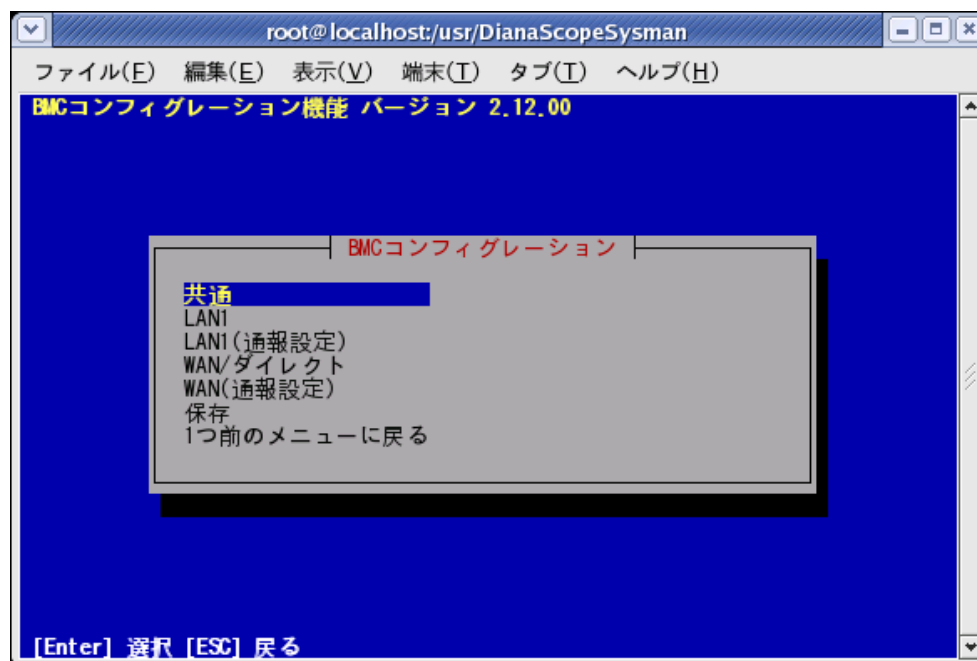 root@localhost:/usr/DianaScopeSysman
ファイル(F) 編集(E) 表示(V) 端末(T) タブ(T) ヘルプ(H)
BMCコンフィグレーション機能 バージョン 2.12.00
BMCコンフィグレーション
共通
LAN1
LAN1(通報設定)
WAN/ダイレクト
WAN(通報設定)
保存
1つ前のメニューに戻る
[Enter] 選択 [ESC] 戻る